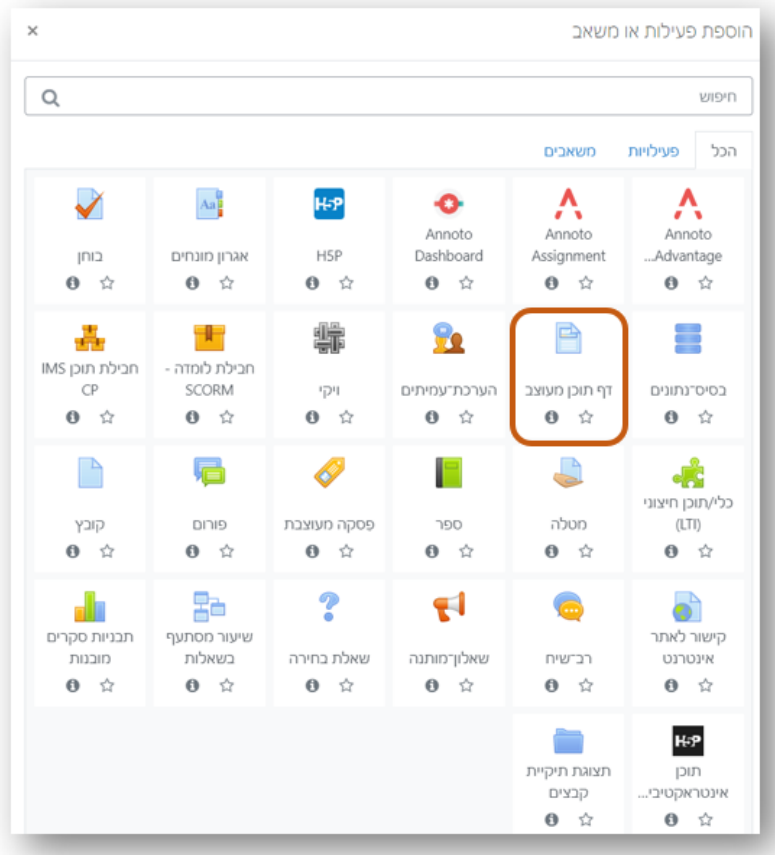 הוספת פעילות או משאב
×
חיפוש
הכל
פעילויות
משאבים
Annoto
Advantage...
Annoto
Assignment
Annoto
Dashboard
H5P
H5P
Aa
אגרון מונחים
בוחן
בסיס־נתונים
דף תוכן מעוצב
הערכת־עמיתים
ויקי
חבילת לומדה -
SCORM
חבילת תוכן IMS
CP
כלי/תוכן חיצוני
(LTI)
מטלה
ספר
פסקה מעוצבת
פורום
קובץ
קישור לאתר
אינטרנט
רב־שיח
שאלון־מותנה
?
שאלת בחירה
שיעור מסתעף
בשאלות
תבניות סקרים
מובנות
H5P
תוכן
אינטראקטיבי...
תצוגת תיקיית
קבצים